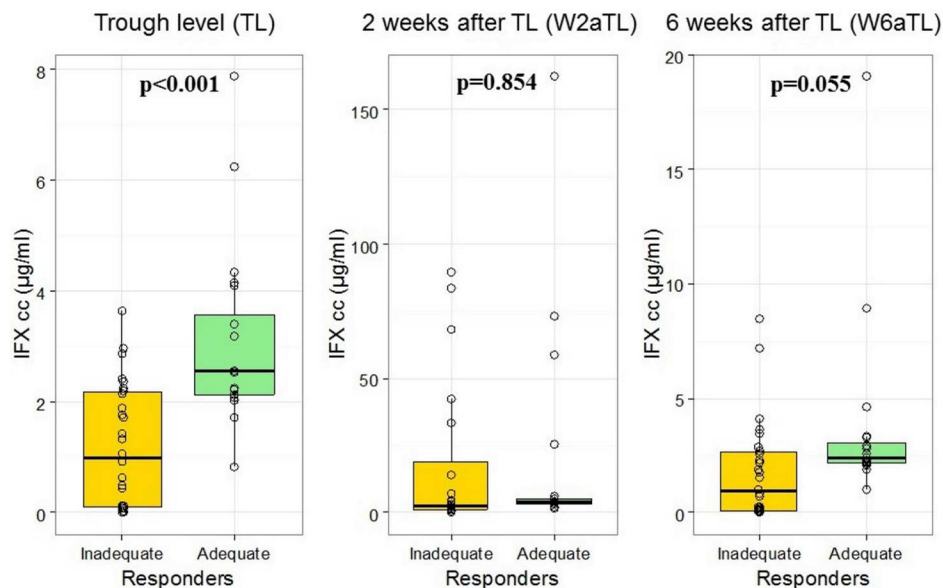 Trough level (TL)
p<0.001
8
6
4
2
0
IFX cc (µg/ml)
Inadequate Adequate
Responders
2 weeks after TL (W2aTL)
p=0.854
150
100
50
0
IFX cc (µg/ml)
Inadequate Adequate
Responders
6 weeks after TL (W6aTL)
p=0.055
20
15
10
5
0
IFX cc (µg/ml)
Inadequate Adequate
Responders